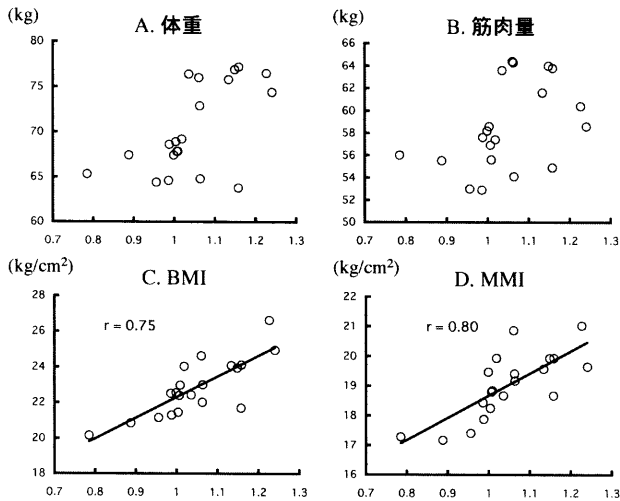 (kg)
A. 体重
80
75
70
65
60
0.7 0.8 0.9 1 1.1 1.2 1.3
(kg)
B. 筋肉量
66
64
62
60
58
56
54
52
50
0.7 0.8 0.9 1 1.1 1.2 1.3
(kg/cm²)
C. BMI
28
26
24
22
20
18
r = 0.75
0.7 0.8 0.9 1 1.1 1.2 1.3
(kg/cm²)
D. MMI
22
21
20
19
18
17
16
r = 0.80
0.7 0.8 0.9 1 1.1 1.2 1.3